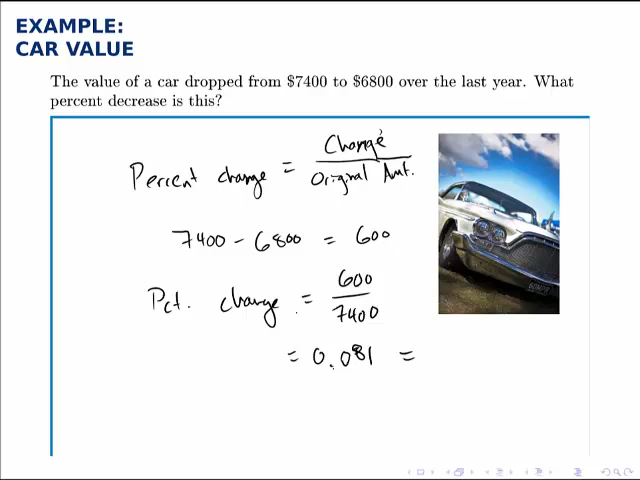 EXAMPLE:
CAR VALUE
The value of a car dropped from $7400 to $6800 over the last year. What
percent decrease is this?
Percent change = Change / Original Amt.
7400 - 6800 = 600
Pct. change = 600 / 7400
= 0.081 =